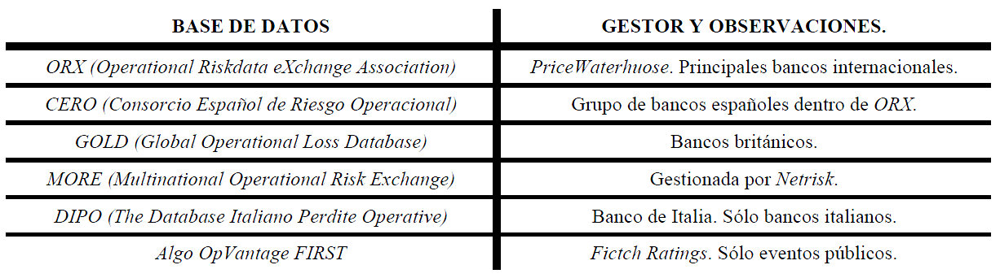 BASE DE DATOS GESTOR Y OBSERVACIONES.
ORX (Operational Riskdata eXchange Association) PriceWaterhuose. Principales bancos internacionales.
CERO (Consorcio Español de Riesgo Operacional) Grupo de bancos españoles dentro de ORX.
GOLD (Global Operational Loss Database) Bancos británicos.
MORE (Multinational Operational Risk Exchange) Gestionada por Netrisk.
DIPO (The Database Italiano Perdite Operative) Banco de Italia. Sólo bancos italianos.
Algo OpVantage FIRST Fictch Ratings. Sólo eventos públicos.